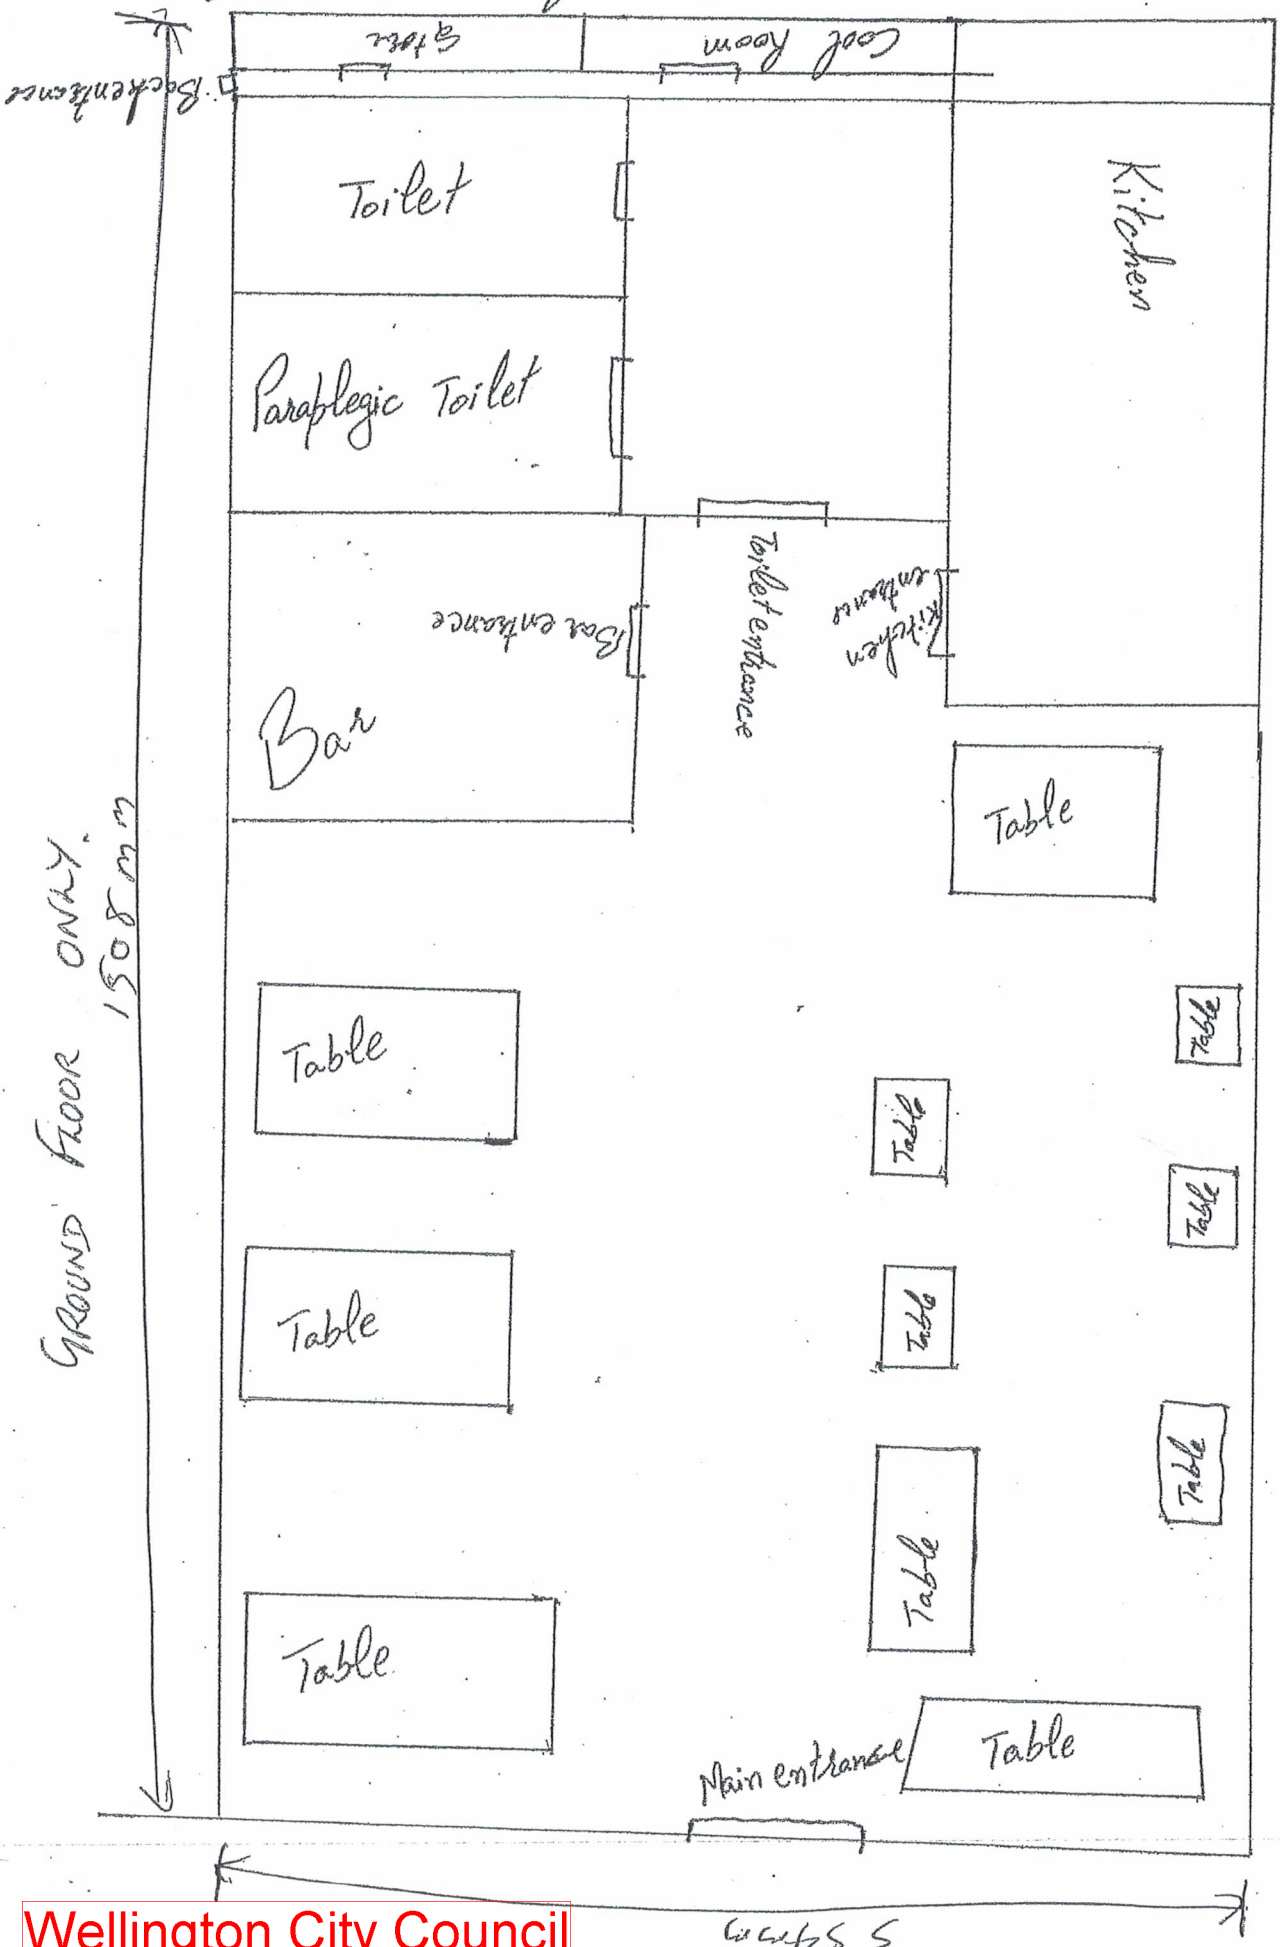 Store
Cool Room
Back entrance
Toilet
Kitchen
Paraplegic Toilet
Toilet entrance
Kitchen
entrance
Bar entrance
Bar
Table
GROUND FLOOR ONLY.
Table
Table
Table
Table
Table
Table
Table
Table
Table
Table
Main entrance
Table
Wellington City Council